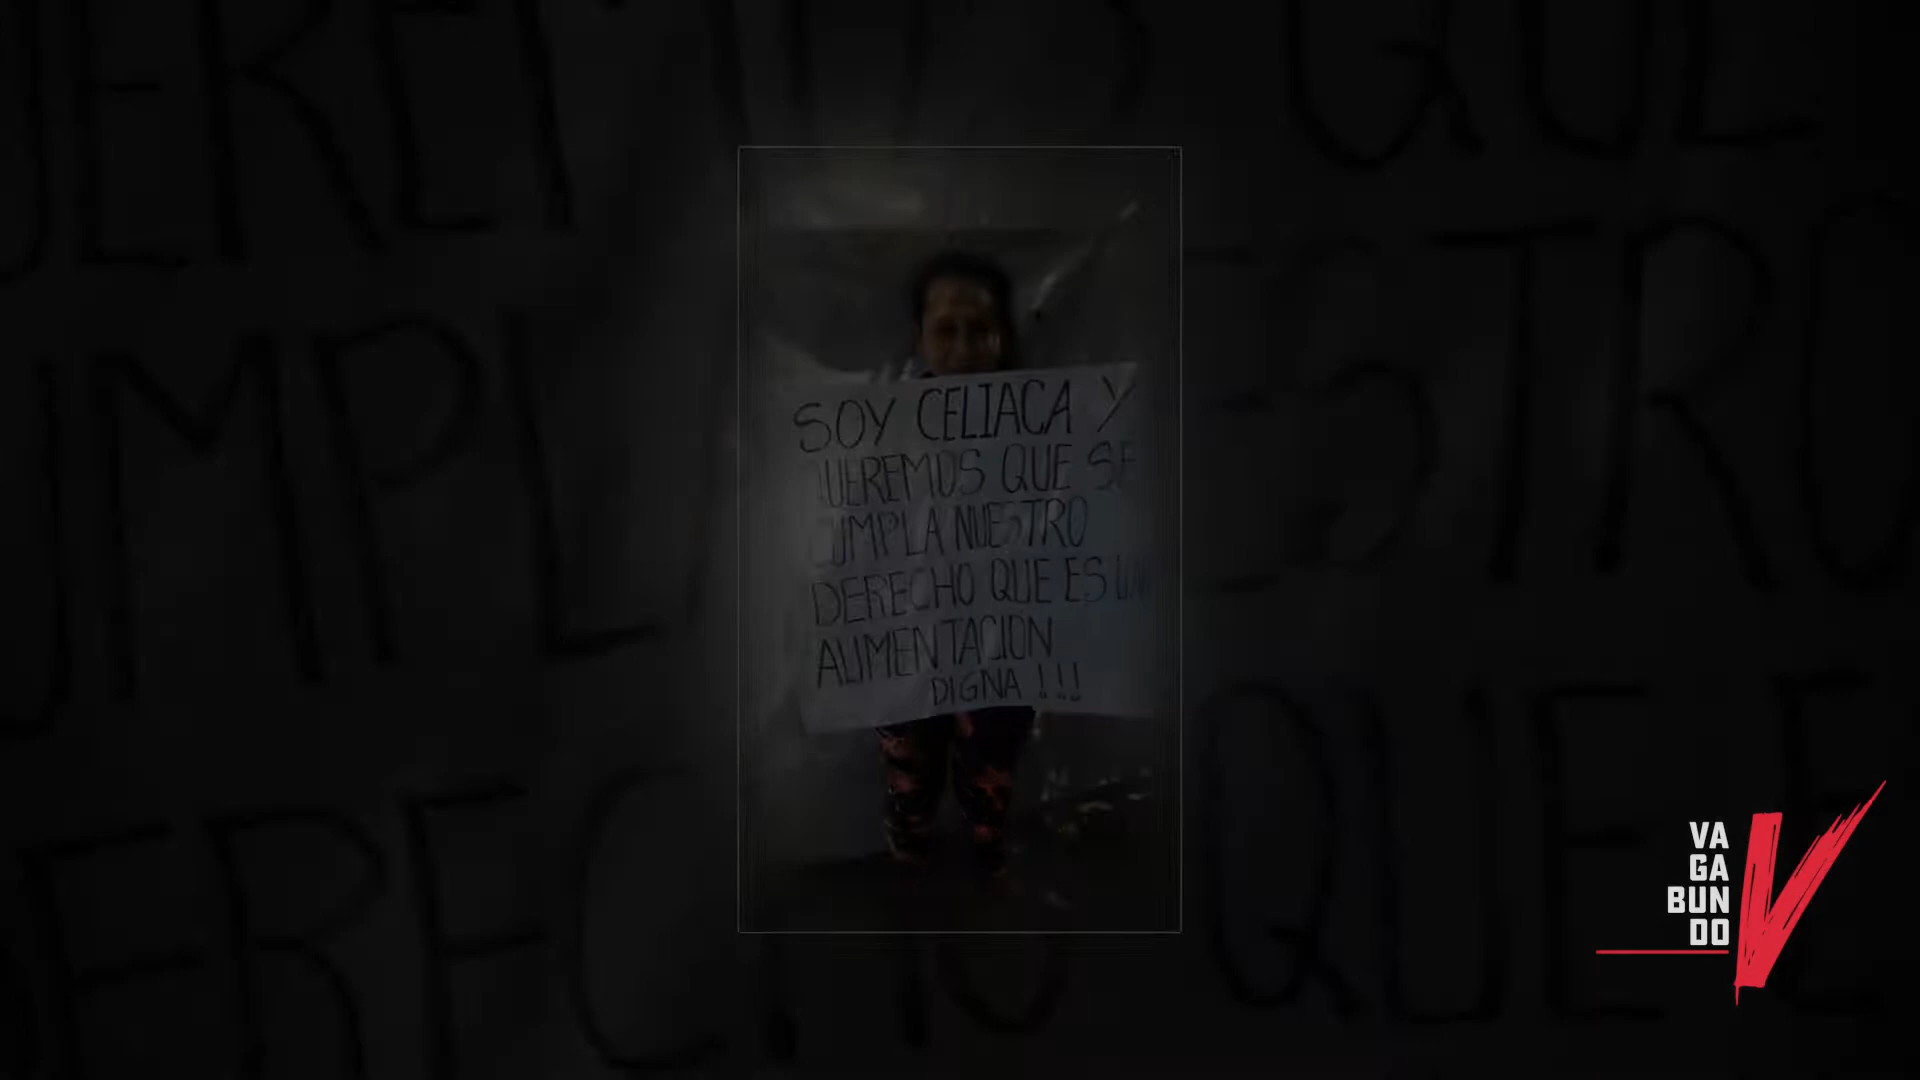 SOY CELIACA Y
QUEREMOS QUE SE
CUMPLA NUESTRO
DERECHO QUE ES UNA
ALIMENTACION
DIGNA !!!
VA
GA
BUN
DO
V